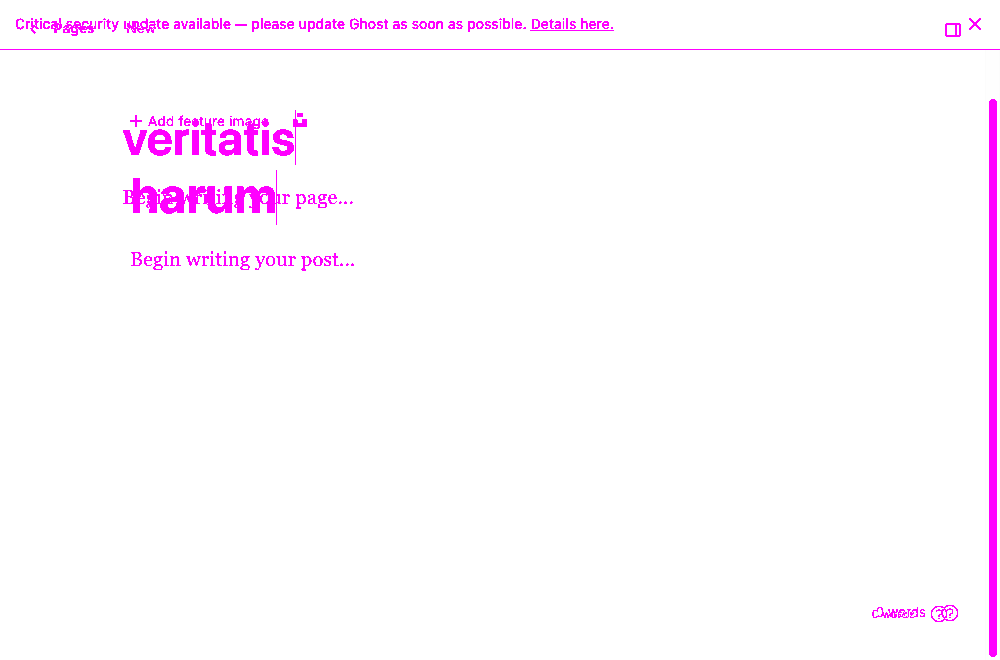 Critical security update available — please update Ghost as soon as possible. Details here.
Pages New
+ Add feature image
veritatis
Begin writing your page...
harum
Begin writing your post...
0 words